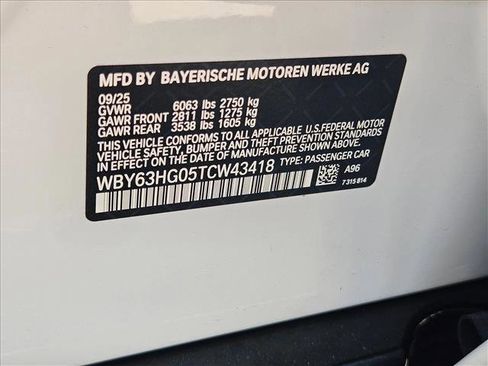 MFD BY BAYERISCHE MOTOREN WERKE AG
09/25
GVWR 6063 lbs 2750 kg
GAWR FRONT 2811 lbs 1275 kg
GAWR REAR 3538 lbs 1605 kg
THIS VEHICLE CONFORMS TO ALL APPLICABLE U.S.FEDERAL MOTOR
VEHICLE SAFETY, BUMPER, AND THEFT PREVENTION STANDARDS
IN EFFECT ON THE DATE OF MANUFACTURE SHOWN ABOVE.
WBY63HG05TCW43418 TYPE: PASSENGER CAR
A96
7 315 814